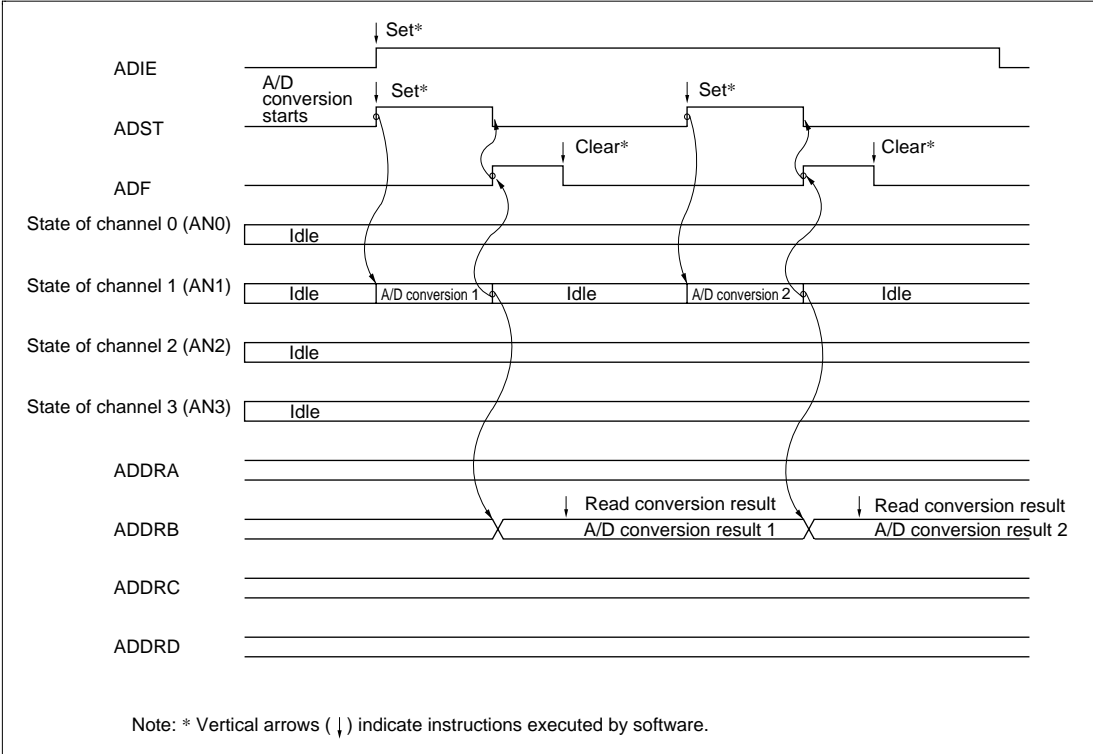 Set*
ADIE
A/D
conversion
starts
Set*
Set*
ADST
Clear*
Clear*
ADF
State of channel 0 (AN0)
Idle
State of channel 1 (AN1)
Idle
A/D conversion 1
Idle
A/D conversion 2
Idle
State of channel 2 (AN2)
Idle
State of channel 3 (AN3)
Idle
ADDRA
Read conversion result
Read conversion result
ADDRB
A/D conversion result 1
A/D conversion result 2
ADDRC
ADDRD
Note: * Vertical arrows (↓) indicate instructions executed by software.